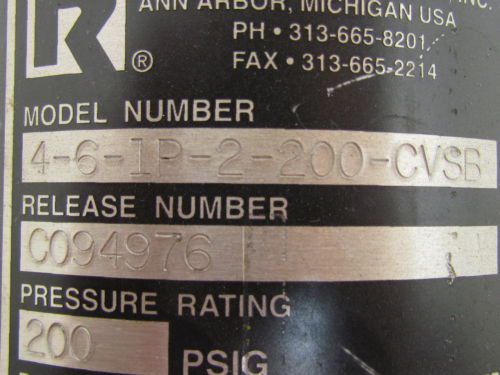 INC.
ANN ARBOR, MICHIGAN USA
R
PH • 313-665-8201
®
FAX • 313-665-2214
MODEL NUMBER
4-6-1P-2-200-CVSB
RELEASE NUMBER
C094976
PRESSURE RATING
200 PSIG